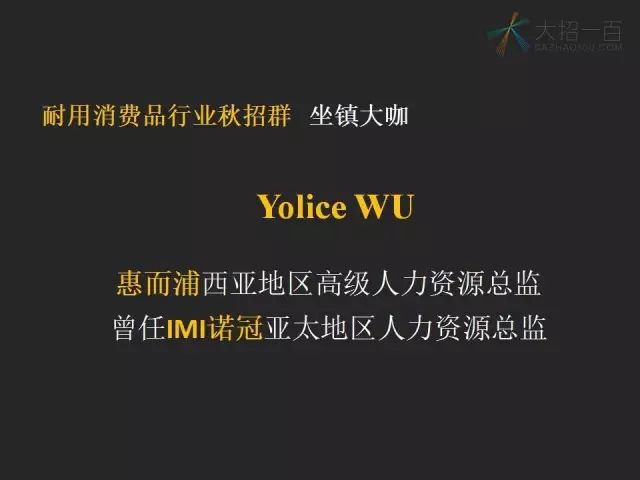 大招一百
DAZHAO100.COM
耐用消费品行业秋招群 坐镇大咖
Yolice WU
惠而浦西亚地区高级人力资源总监
曾任IMI诺冠亚太地区人力资源总监